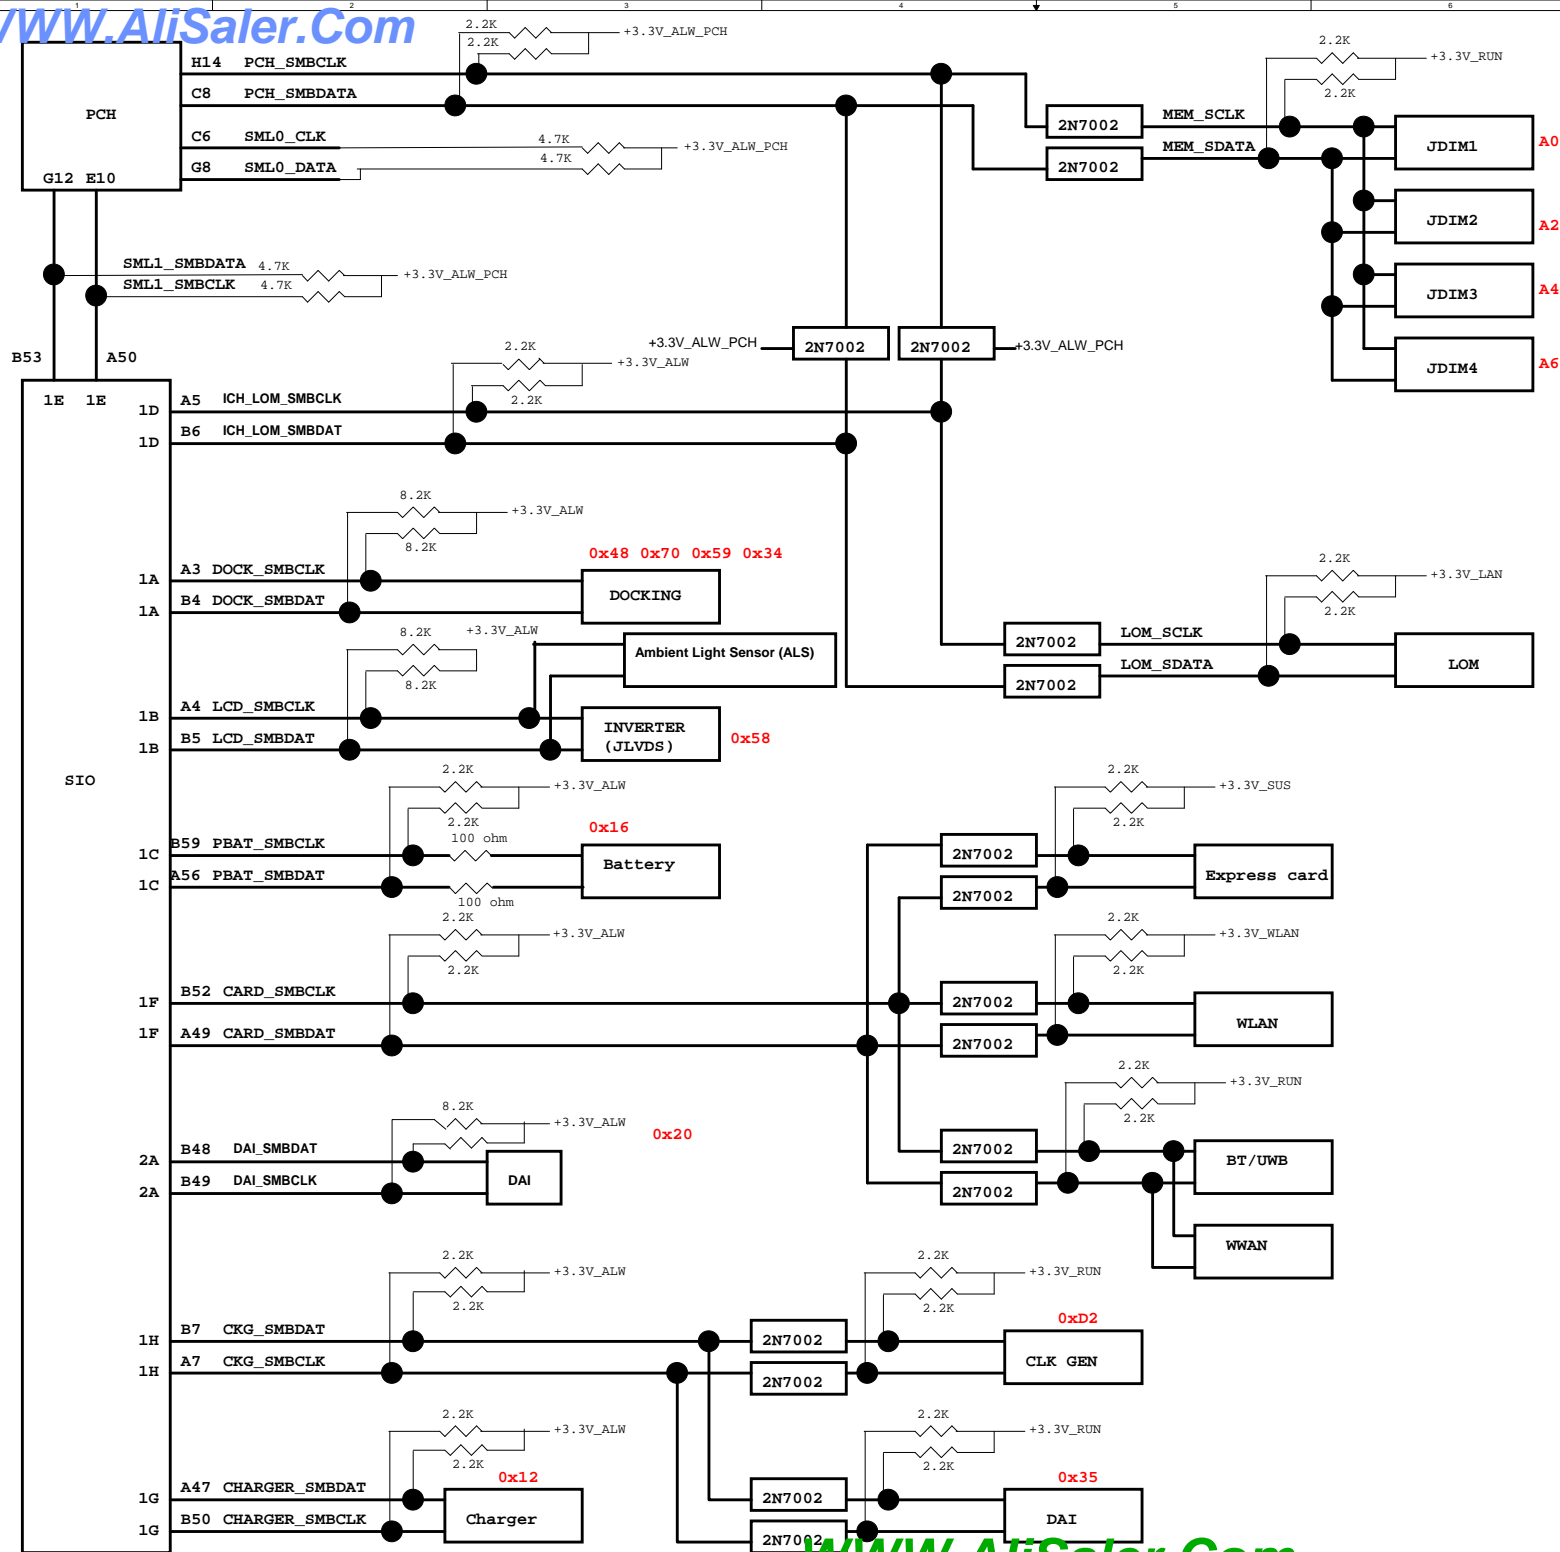 1 2 3 4 5 6
WWW.AliSaler.Com
PCH
H14 PCH_SMBCLK
C8 PCH_SMBDATA
C6 SML0_CLK
G8 SML0_DATA
G12 E10
2.2K
2.2K
+3.3V_ALW_PCH
4.7K
4.7K
+3.3V_ALW_PCH
2N7002
2N7002
MEM_SCLK
MEM_SDATA
2.2K
2.2K
+3.3V_RUN
JDIM1 A0
JDIM2 A2
JDIM3 A4
JDIM4 A6
SML1_SMBDATA 4.7K
SML1_SMBCLK 4.7K
+3.3V_ALW_PCH
B53 A50
1E 1E
SIO
+3.3V_ALW_PCH 2N7002 2N7002 +3.3V_ALW_PCH
2.2K
2.2K
+3.3V_ALW
1D A5 ICH_LOM_SMBCLK
1D B6 ICH_LOM_SMBDAT
8.2K
8.2K
+3.3V_ALW
0x48 0x70 0x59 0x34
1A A3 DOCK_SMBCLK
1A B4 DOCK_SMBDAT
DOCKING
2N7002
2N7002
LOM_SCLK
LOM_SDATA
2.2K
2.2K
+3.3V_LAN
LOM
8.2K
8.2K
+3.3V_ALW
Ambient Light Sensor (ALS)
1B A4 LCD_SMBCLK
1B B5 LCD_SMBDAT
INVERTER
(JLVDS)
0x58
2.2K
2.2K
+3.3V_ALW
100 ohm
100 ohm
0x16
1C B59 PBAT_SMBCLK
1C A56 PBAT_SMBDAT
Battery
2N7002
2N7002
2.2K
2.2K
+3.3V_SUS
Express card
2.2K
2.2K
+3.3V_ALW
1F B52 CARD_SMBCLK
1F A49 CARD_SMBDAT
2N7002
2N7002
2.2K
2.2K
+3.3V_WLAN
WLAN
8.2K
+3.3V_ALW
0x20
2A B48 DAI_SMBDAT
2A B49 DAI_SMBCLK
DAI
2N7002
2N7002
2.2K
2.2K
+3.3V_RUN
BT/UWB
WWAN
2.2K
2.2K
+3.3V_ALW
1H B7 CKG_SMBDAT
1H A7 CKG_SMBCLK
2N7002
2N7002
2.2K
2.2K
+3.3V_RUN
0xD2
CLK GEN
2.2K
2.2K
+3.3V_ALW
0x12
1G A47 CHARGER_SMBDAT
1G B50 CHARGER_SMBCLK
Charger
2N7002
2N7002
2.2K
2.2K
+3.3V_RUN
0x35
DAI
WWW.AliSaler.Com